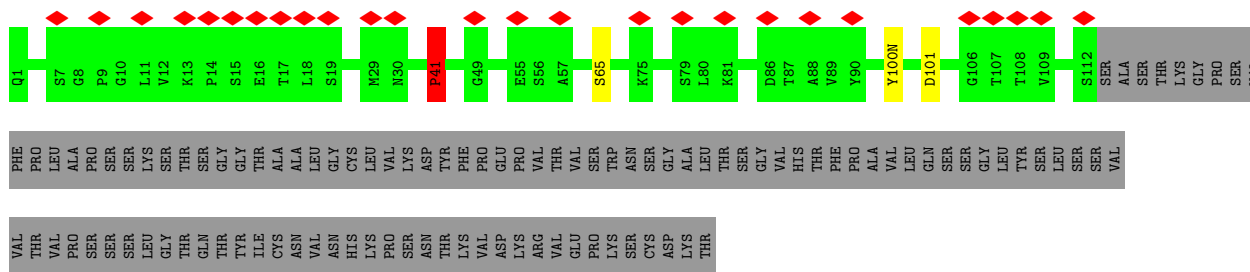 Q1 S7 G8 P9 G10 L11 V12 K13 P14 S15 E16 T17 L18 S19 M29 N30 P41 G49 E55 S56 A57 S65 K75 S79 L80 K81 D86 T87 A88 V89 Y90 Y100N D101 G106 T107 T108 V109 S112 SER ALA SER THR LYS GLY PRO SER
PHE PRO LEU ALA PRO SER SER LYS SER THR SER GLY GLY THR ALA ALA LEU GLY CYS LEU VAL LYS ASP TYR PHE PRO GLU PRO VAL THR VAL SER TRP ASN SER GLY ALA LEU THR SER GLY VAL HIS THR PHE PRO ALA VAL LEU GLN SER SER GLY LEU TYR SER LEU SER SER VAL
VAL THR VAL PRO SER SER SER LEU GLY THR GLN THR TYR ILE CYS ASN VAL ASN HIS LYS PRO SER ASN THR LYS VAL ASP LYS ARG VAL GLU PRO LYS SER CYS ASP LYS THR